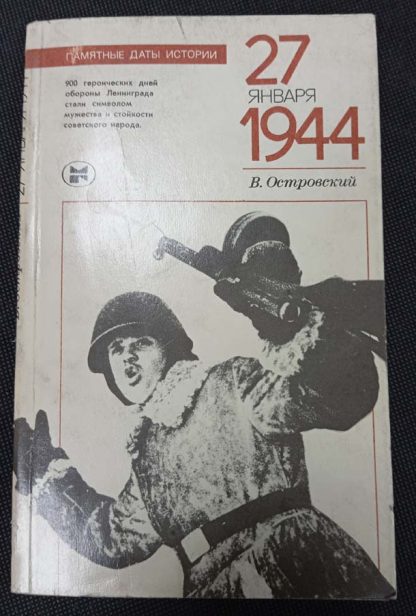 ПАМЯТНЫЕ ДАТЫ ИСТОРИИ
900 героических дней
обороны Ленинграда
стали символом
мужества и стойкости
советского народа.
27
ЯНВАРЯ
1944
В. Островский